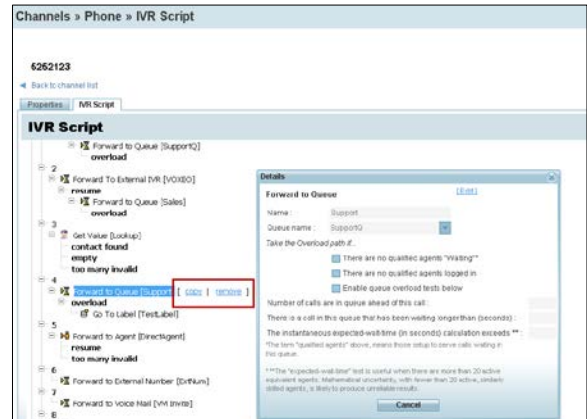 Channels » Phone » IVR Script
6262123
Back to channel list
Properties
IVR Script
IVR Script
Forward to Queue [SupportQ]
overload
2
Forward To External IVR [VOXEO]
resume
Forward to Queue [Sales]
overload
3
Get Value [Lookup]
contact found
empty
too many invalid
4
Forward to Queue [Support] [ copy | remove ]
overload
Go To Label [TestLabel]
5
Forward to Agent [DirectAgent]
resume
too many invalid
6
Forward to External Number [ExtNum]
7
Forward to Voice Mail [VM Invite]
8
Details
Forward to Queue
[Edit]
Name : Support
Queue name : SupportQ
Take the Overload path if...
There are no qualified agents "Waiting"*
There are no qualified agents logged in
Enable queue overload tests below
Number of calls are in queue ahead of this call :
There is a call in this queue that has been waiting longer than (seconds) :
The instantaneous expected-wait-time (in seconds) calculation exceeds ** :
*The term "qualified agents" above, means those setup to serve calls waiting in
this queue.
**The "expected-wait-time" test is useful when there are more than 20 active
equivalent agents. Mathematical uncertainty, with fewer than 20 active, similarly
skilled agents, is likely to produce unreliable results.
Cancel